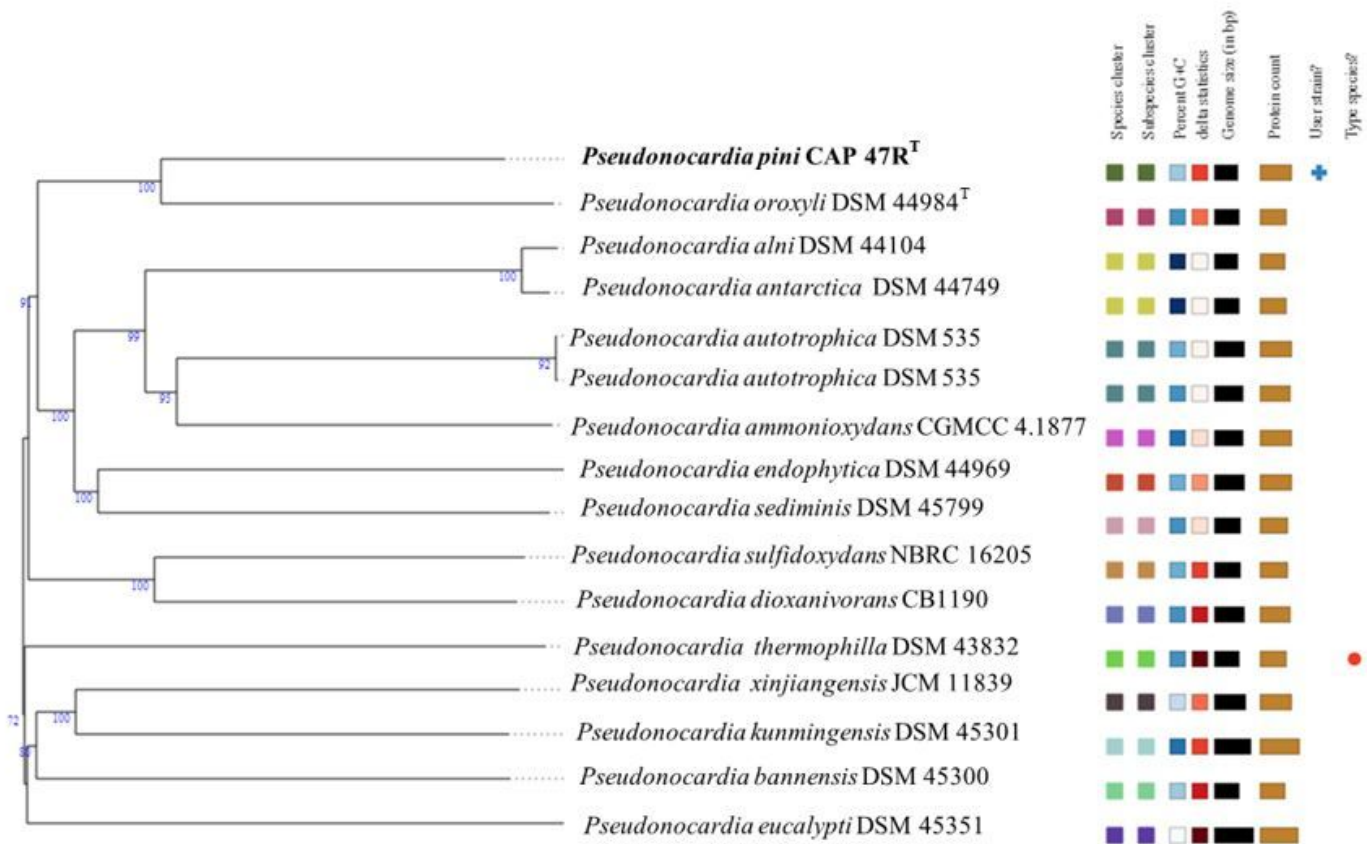 Species cluster
Subspecies cluster
Percent G+C
delta statistics
Genome size (in bp)
Protein count
User strain?
Type species?
Pseudonocardia pini CAP 47R^T
100
Pseudonocardia oroxyli DSM 44984^T
Pseudonocardia alni DSM 44104
100
Pseudonocardia antarctica DSM 44749
91
99
Pseudonocardia autotrophica DSM 535
92
Pseudonocardia autotrophica DSM 535
100
Pseudonocardia ammonioxydans CGMCC 4.1877
Pseudonocardia endophytica DSM 44969
100
Pseudonocardia sediminis DSM 45799
Pseudonocardia sulfidoxydans NBRC 16205
100
Pseudonocardia dioxanivorans CB1190
Pseudonocardia thermophilla DSM 43832
Pseudonocardia xinjiangensis JCM 11839
100
72
Pseudonocardia kunmingensis DSM 45301
Pseudonocardia bannensis DSM 45300
Pseudonocardia eucalypti DSM 45351